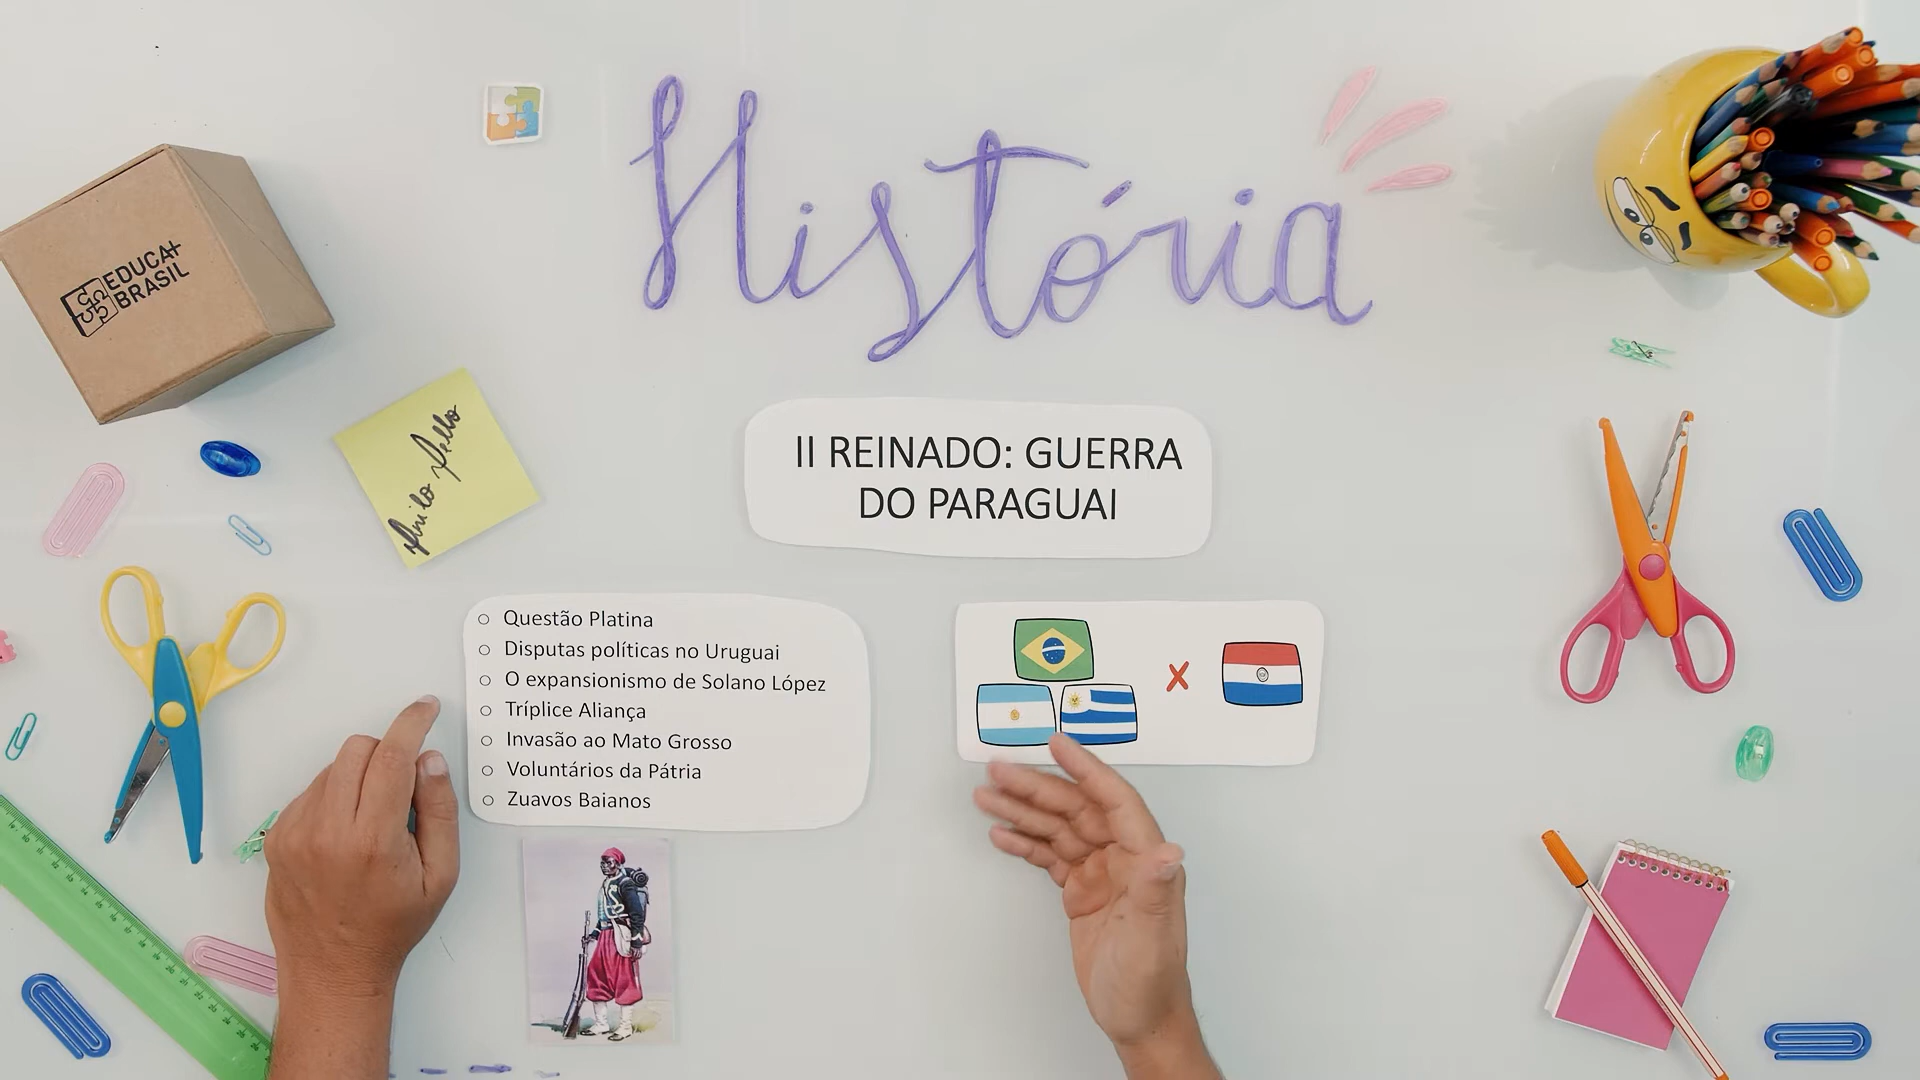 História
EDUCA+
BRASIL
II REINADO: GUERRA
DO PARAGUAI
Questão Platina
Disputas políticas no Uruguai
O expansionismo de Solano López
Tríplice Aliança
Invasão ao Mato Grosso
Voluntários da Pátria
Zuavos Baianos
X